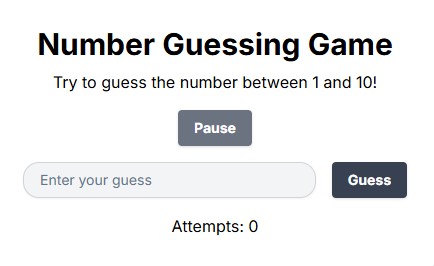 Number Guessing Game
Try to guess the number between 1 and 10!
Pause
Enter your guess
Guess
Attempts: 0